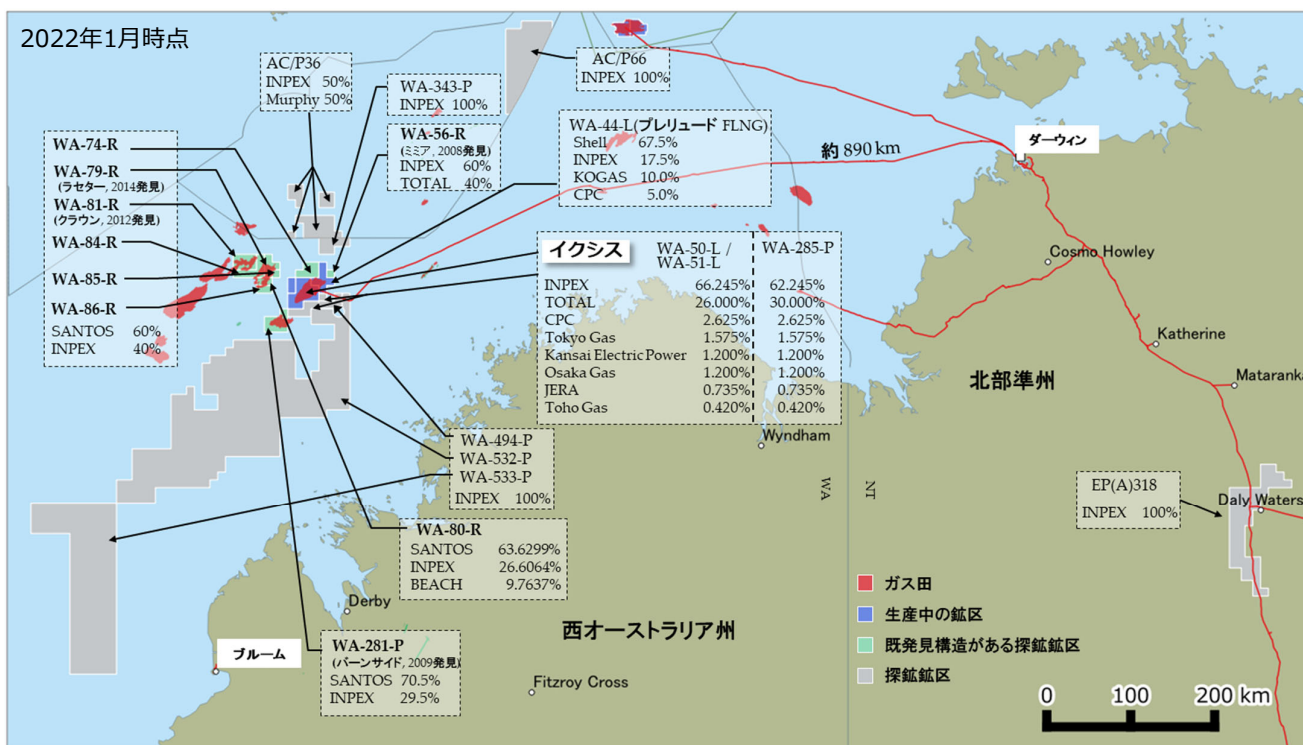 2022年1月時点
AC/P36
INPEX 50%
Murphy 50%
WA-343-P
INPEX 100%
WA-56-R
(ミミア, 2008発見)
INPEX 60%
TOTAL 40%
AC/P66
INPEX 100%
WA-44-L(プレリュード FLNG)
Shell 67.5%
INPEX 17.5%
KOGAS 10.0%
CPC 5.0%
約 890 km
ダーウィン
WA-74-R
WA-79-R
(ラセター, 2014発見)
WA-81-R
(クラウン, 2012発見)
WA-84-R
WA-85-R
WA-86-R
SANTOS 60%
INPEX 40%
イクシス WA-50-L / WA-285-P
WA-51-L
INPEX 66.245% 62.245%
TOTAL 26.000% 30.000%
CPC 2.625% 2.625%
Tokyo Gas 1.575% 1.575%
Kansai Electric Power 1.200% 1.200%
Osaka Gas 1.200% 1.200%
JERA 0.735% 0.735%
Toho Gas 0.420% 0.420%
Cosmo Howley
Katherine
Mataranka
北部準州
Wyndham
WA
NT
WA-494-P
WA-532-P
WA-533-P
INPEX 100%
EP(A)318
INPEX 100%
Daly Waters
WA-80-R
SANTOS 63.6299%
INPEX 26.6064%
BEACH 9.7637%
Derby
西オーストラリア州
ブルーム
WA-281-P
(バーンサイド, 2009発見)
SANTOS 70.5%
INPEX 29.5%
Fitzroy Cross
ガス田
生産中の鉱区
既発見構造がある探鉱鉱区
探鉱鉱区
0 100 200 km